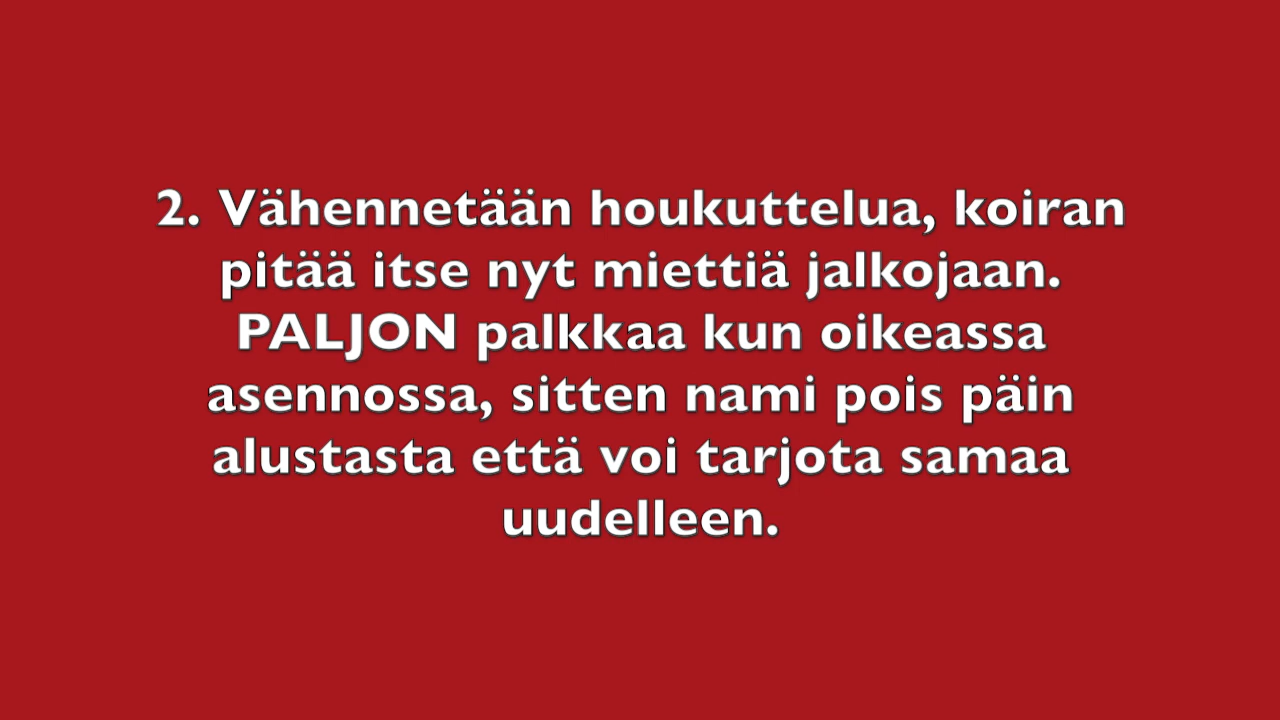 2. Vähennetään houkuttelua, koiran
pitää itse nyt miettiä jalkojaan.
PALJON palkkaa kun oikeassa
asennossa, sitten nami pois päin
alustasta että voi tarjota samaa
uudelleen.